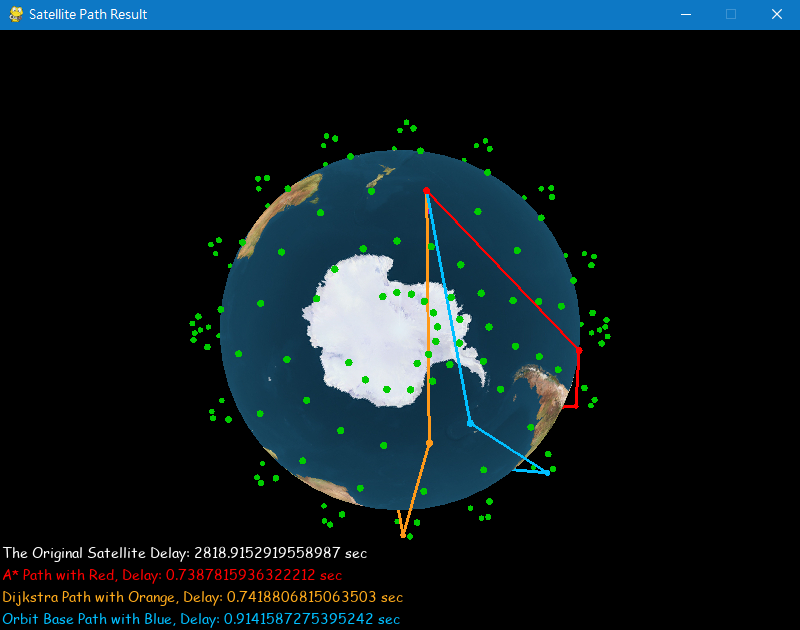 Satellite Path Result
The Original Satellite Delay: 2818.9152919558987 sec
A* Path with Red, Delay: 0.7387815936322212 sec
Dijkstra Path with Orange, Delay: 0.7418806815063503 sec
Orbit Base Path with Blue, Delay: 0.9141587275395242 sec